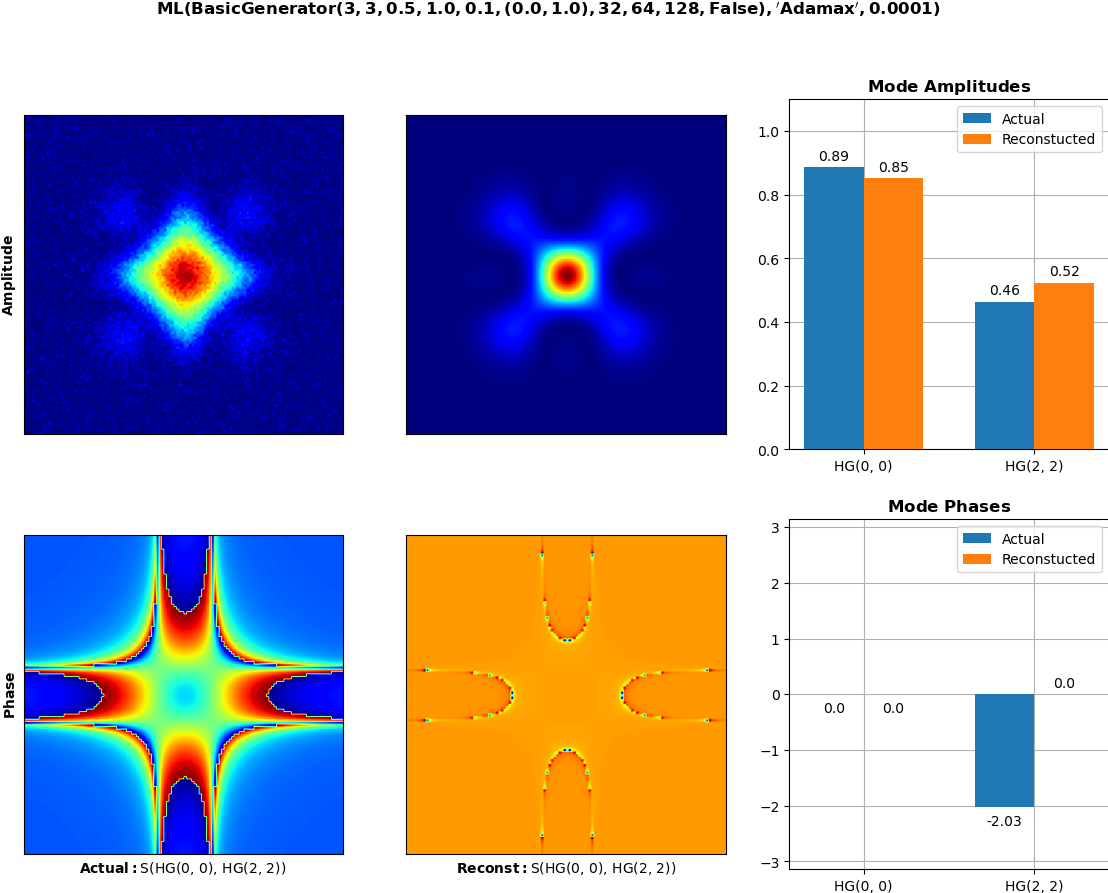 ML(BasicGenerator(3, 3, 0.5, 1.0, 0.1, (0.0, 1.0), 32, 64, 128, False), ′Adamax′, 0.0001)
Amplitude
Mode Amplitudes
Actual
Reconstucted
1.0
0.8
0.6
0.4
0.2
0.0
0.89
0.85
0.46
0.52
HG(0, 0)
HG(2, 2)
Phase
Actual: S(HG(0, 0), HG(2, 2))
Reconst: S(HG(0, 0), HG(2, 2))
Mode Phases
Actual
Reconstucted
3
2
1
0
−1
−2
−3
0.0
0.0
-2.03
0.0
HG(0, 0)
HG(2, 2)